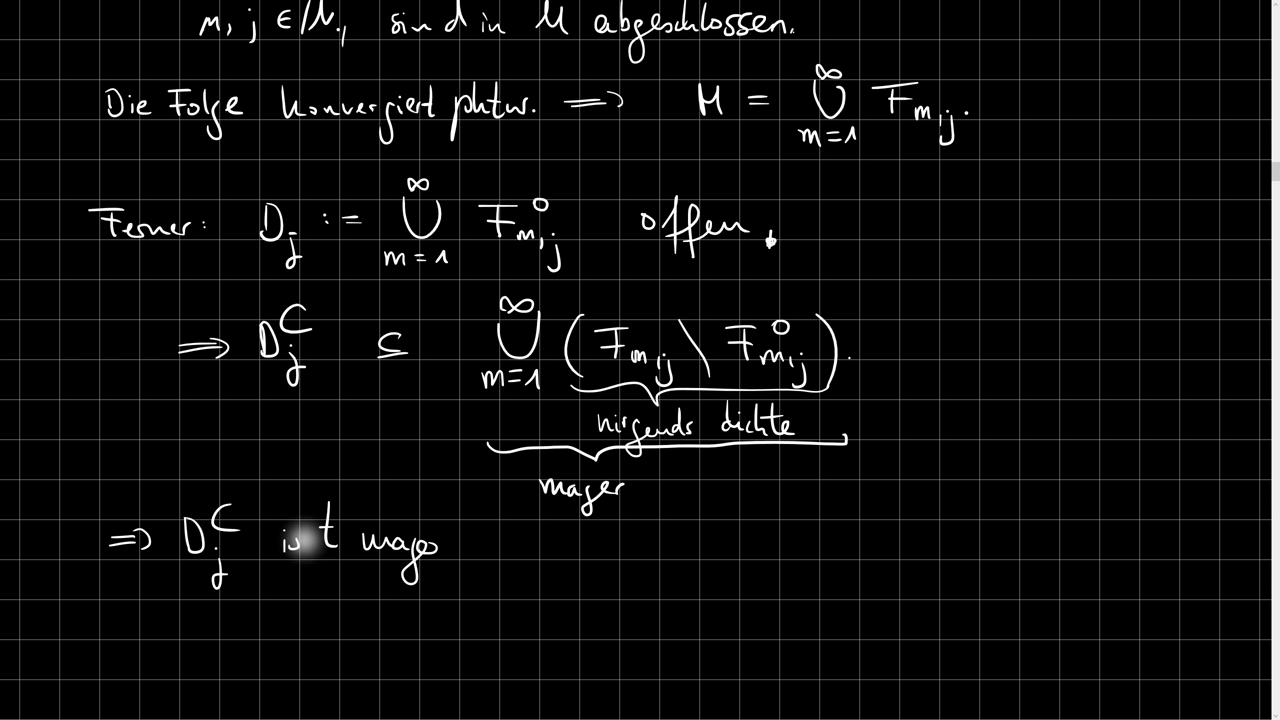 m, j ∈ ℕ, sind in M abgeschlossen.
Die Folge konvergiert pktw. ⟹ M = ⋃_{m=1}^{∞} F_{m,j}.
Ferner: D_j := ⋃_{m=1}^{∞} F°_{m,j} offen.
⟹ D_j^C ⊆ ⋃_{m=1}^{∞} (F_{m,j} \ F°_{m,j}).
nirgends dichte
mager
⟹ D_j^C ist mager